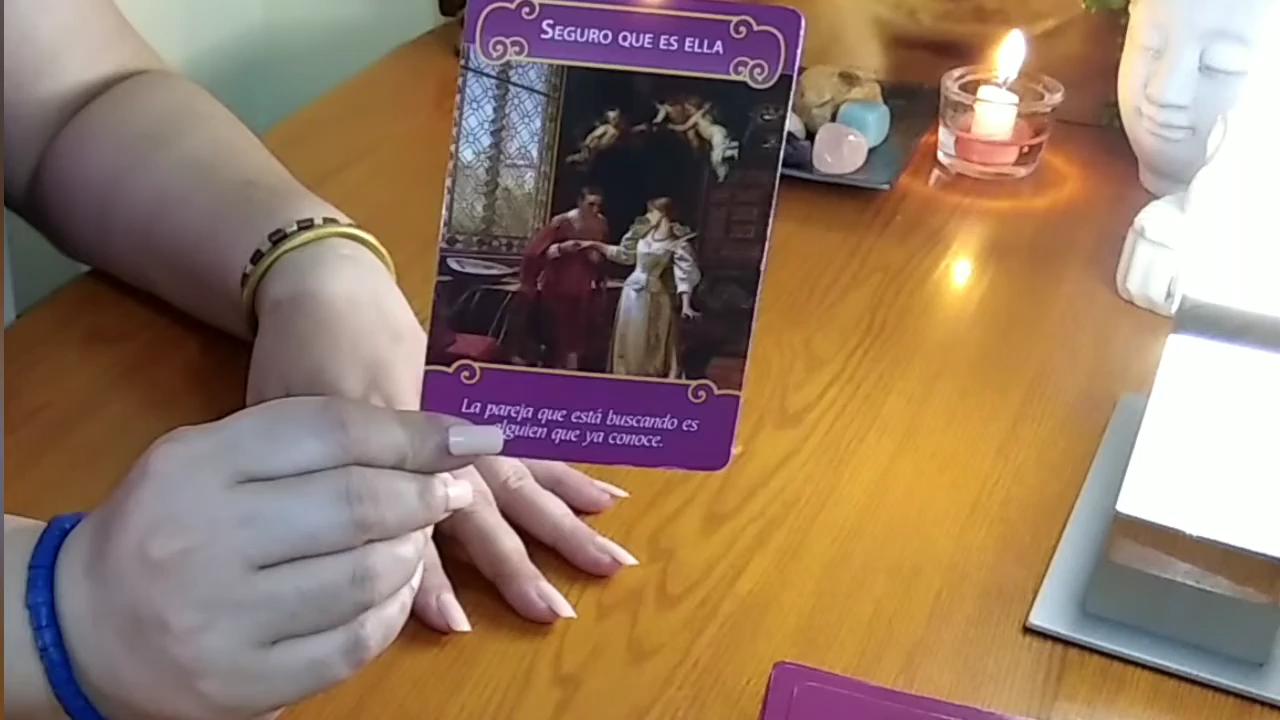 SEGURO QUE ES ELLA
La pareja que está buscando es
alguien que ya conoce.